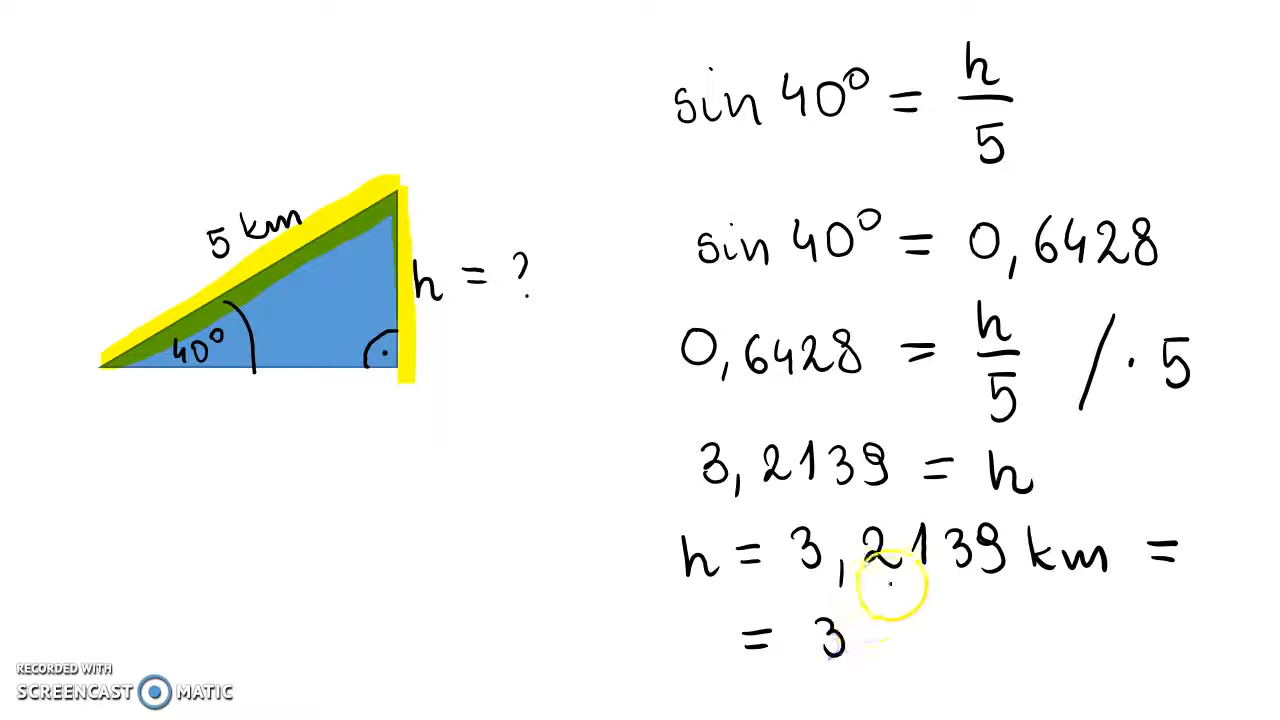 sin 40° = h/5
5 km
h = ?
40°
sin 40° = 0,6428
0,6428 = h/5 / · 5
3,2139 = h
h = 3,2139 km =
= 3
RECORDED WITH
SCREENCAST MATIC